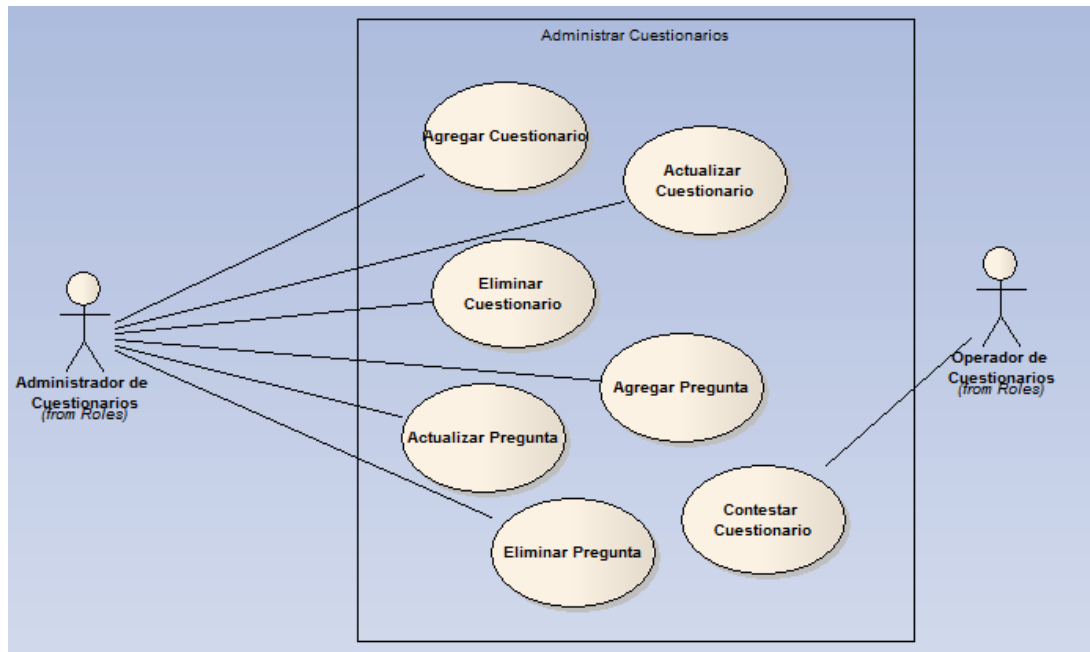 Administrar Cuestionarios
Agregar Cuestionario
Actualizar
Cuestionario
Eliminar
Cuestionario
Administrador de
Cuestionarios
(from Roles)
Operador de
Cuestionarios
(from Roles)
Agregar Pregunta
Actualizar Pregunta
Contestar
Cuestionario
Eliminar Pregunta